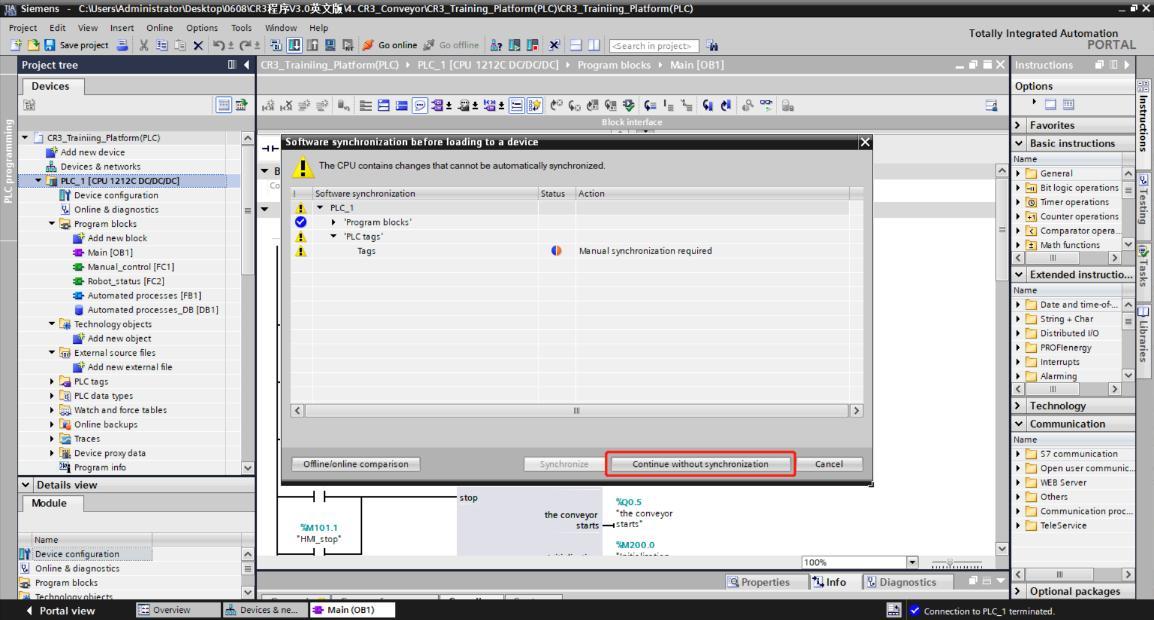 Siemens - C:\Users\Administrator\Desktop\0608\CR3程序V3.0英文版\4. CR3_Conveyor\CR3_Training_Platform(PLC)\CR3_Trainiing_Platform(PLC)
Project Edit View Insert Online Options Tools Window Help
Totally Integrated Automation
PORTAL
Save project Go online Go offline <Search in project>
Project tree
CR3_Trainiing_Platform(PLC) PLC_1 [CPU 1212C DC/DC/DC] Program blocks Main [OB1]
Instructions
Devices
Options
Block interface
PLC programming
CR3_Trainiing_Platform(PLC)
Add new device
Devices & networks
PLC_1 [CPU 1212C DC/DC/DC]
Device configuration
Online & diagnostics
Program blocks
Add new block
Main [OB1]
Manual_control [FC1]
Robot_status [FC2]
Automated processes [FB1]
Automated processes_DB [DB1]
Technology objects
Add new object
External source files
Add new external file
PLC tags
PLC data types
Watch and force tables
Online backups
Traces
Device proxy data
Program info
Details view
Module
Name
Device configuration
Online & diagnostics
Program blocks
Technology objects
Software synchronization before loading to a device
The CPU contains changes that cannot be automatically synchronized.
! Software synchronization Status Action
PLC_1
'Program blocks'
'PLC tags'
Tags Manual synchronization required
Offline/online comparison Synchronize Continue without synchronization Cancel
stop
%M101.1
"HMI_stop"
the conveyor
starts
%Q0.5
"the conveyor
starts"
%M200.0
100%
Properties Info Diagnostics
Favorites
Basic instructions
Name
General
Bit logic operations
Timer operations
Counter operations
Comparator opera...
Math functions
Extended instructio...
Name
Date and time-of-...
String + Char
Distributed I/O
PROFIenergy
Interrupts
Alarming
Technology
Communication
Name
S7 communication
Open user communic...
WEB Server
Others
Communication proc...
TeleService
Optional packages
Instructions
Testing
Tasks
Libraries
Portal view Overview Devices & ne... Main (OB1) Connection to PLC_1 terminated.